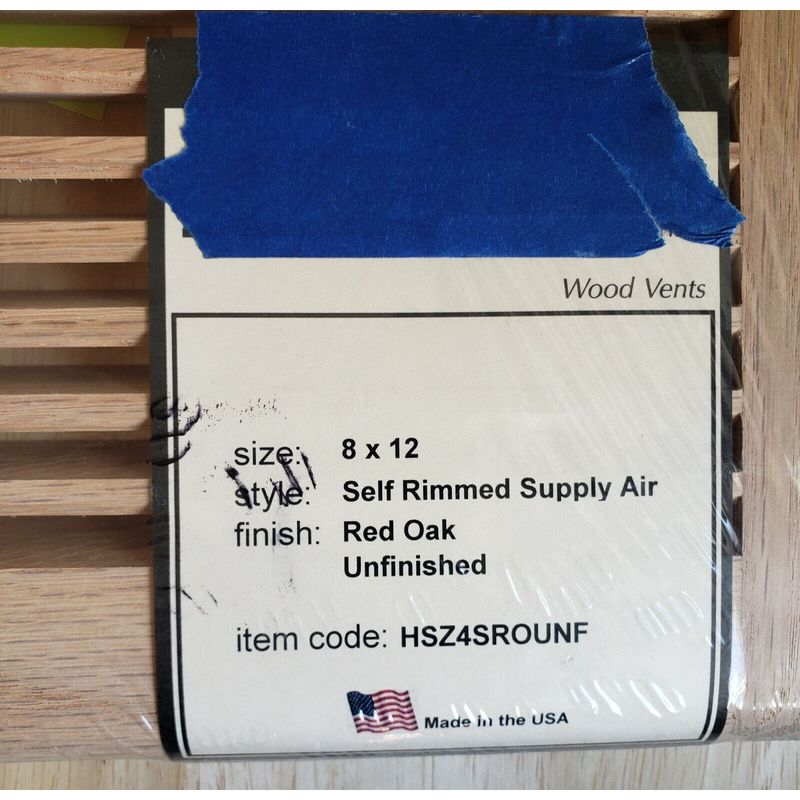 Wood Vents
size: 8 x 12
style: Self Rimmed Supply Air
finish: Red Oak
Unfinished
item code: HSZ4SROUNF
Made in the USA